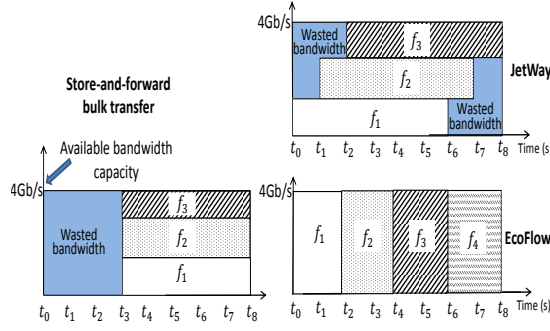 Store-and-forward
bulk transfer
Available bandwidth
capacity
4Gb/s
Wasted
bandwidth
f₃
f₂
f₁
t₀ t₁ t₂ t₃ t₄ t₅ t₆ t₇ t₈
4Gb/s
Wasted
bandwidth
f₃
f₂
f₁
Wasted
bandwidth
JetWay
t₀ t₁ t₂ t₃ t₄ t₅ t₆ t₇ t₈
Time (s)
4Gb/s
f₁ f₂ f₃ f₄
EcoFlow
t₀ t₁ t₂ t₃ t₄ t₅ t₆ t₇ t₈
Time (s)